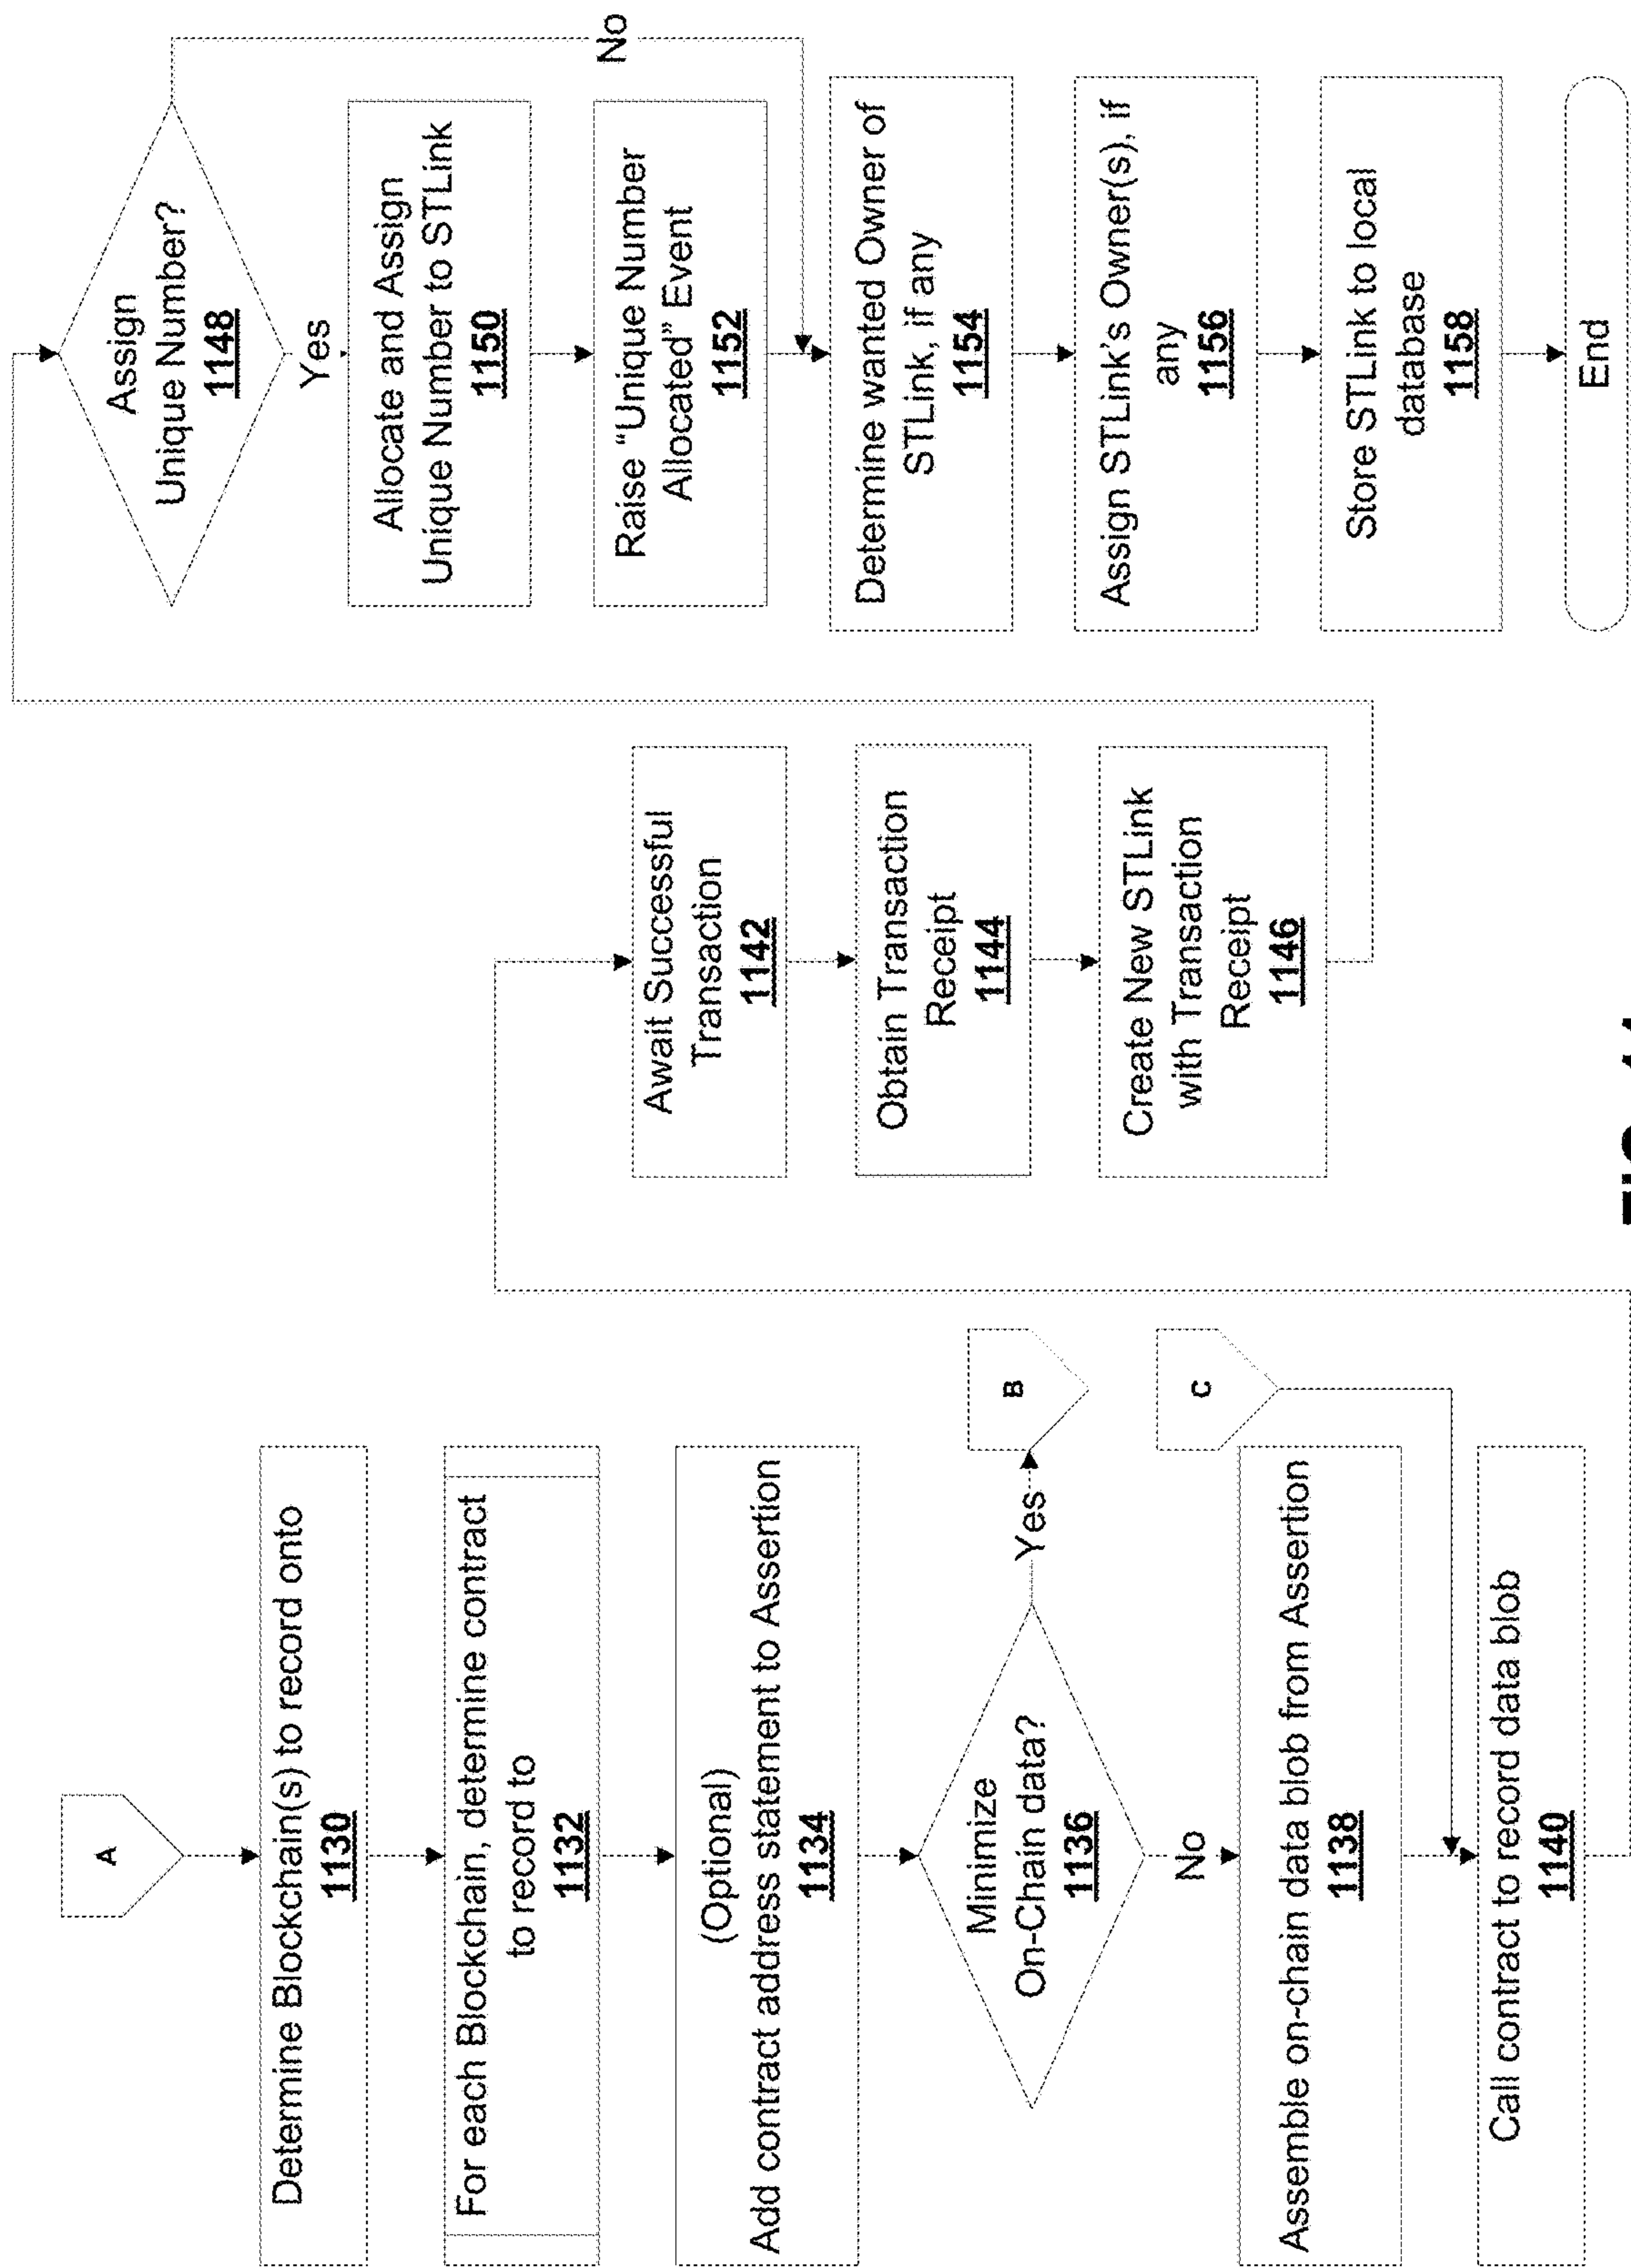 A
Determine Blockchain(s) to record onto
1130
For each Blockchain, determine contract
to record to
1132
(Optional)
Add contract address statement to Assertion
1134
Minimize
On-Chain data?
1136
Yes
B
No
Assemble on-chain data blob from Assertion
1138
C
Call contract to record data blob
1140
Await Successful
Transaction
1142
Obtain Transaction
Receipt
1144
Create New STLink
with Transaction
Receipt
1146
Assign
Unique Number?
1148
No
Yes
Allocate and Assign
Unique Number to STLink
1150
Raise “Unique Number
Allocated” Event
1152
Determine wanted Owner of
STLink, if any
1154
Assign STLink's Owner(s), if
any
1156
Store STLink to local
database
1158
End